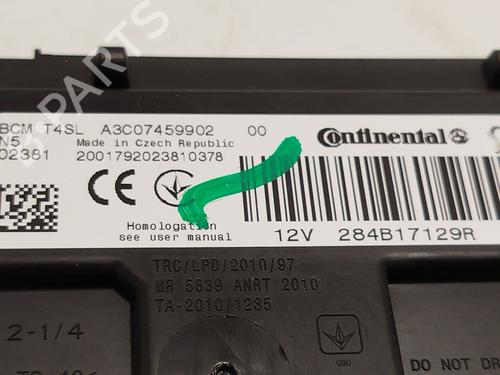 BCM T4SL A3C07459902 00
N5 Made in Czech Republic
02381 2001792023810378
Continental
CE
Homologation
see user manual
12V 284B17129R
TRC/LPD/2010/97
MR 5639 ANRT 2010
TA-2010/1235
2-1/4
030
DO NOT DR
B-PARTS